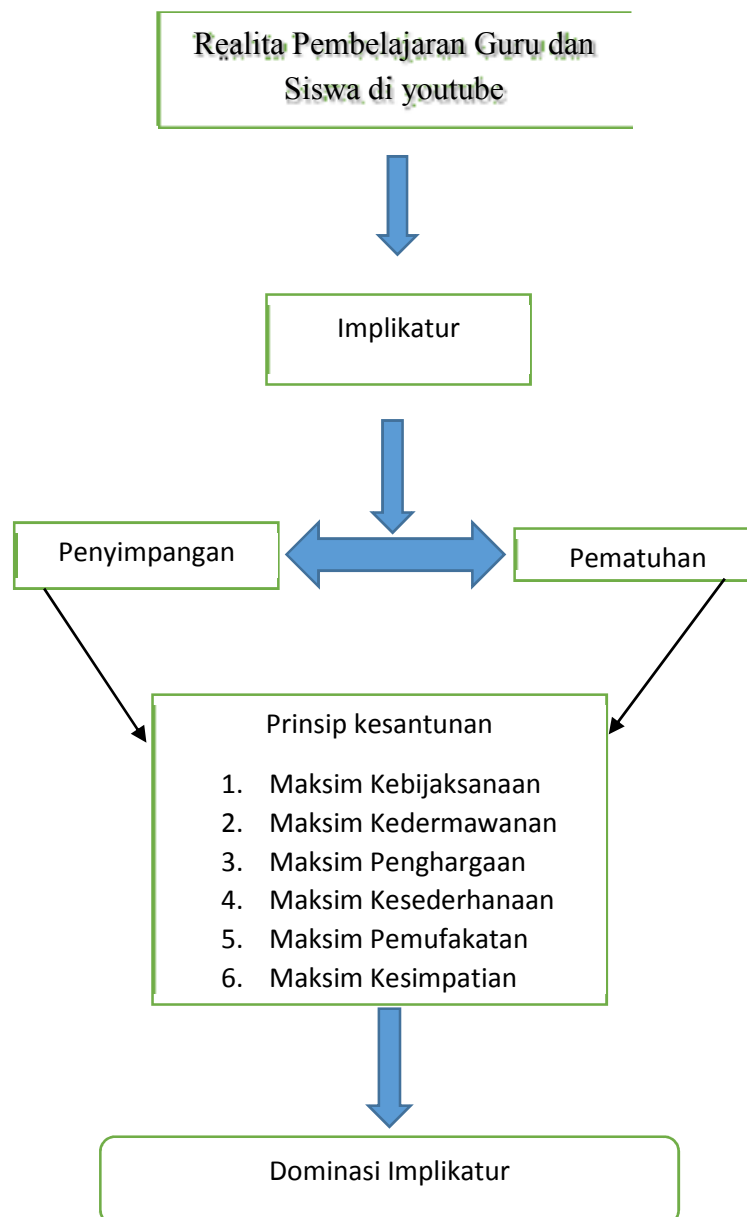 Realita Pembelajaran Guru dan
Siswa di youtube
Implikatur
Penyimpangan
Pematuhan
Prinsip kesantunan
1. Maksim Kebijaksanaan
2. Maksim Kedermawanan
3. Maksim Penghargaan
4. Maksim Kesederhanaan
5. Maksim Pemufakatan
6. Maksim Kesimpatian
Dominasi Implikatur